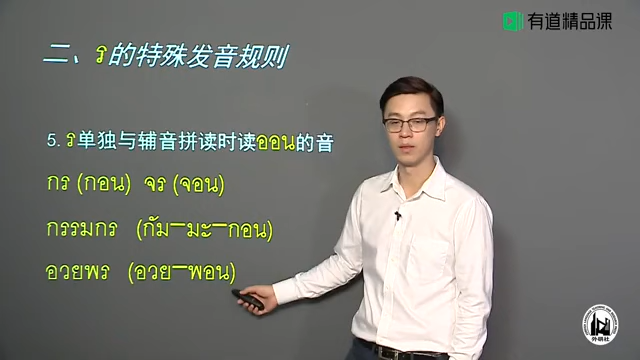 有道精品课
二、ร的特殊发音规则
5. ร单独与辅音拼读时读ออน的音
กร (กอน) จร (จอน)
กรรมกร (กัม–มะ–กอน)
อวยพร (อวย–พอน)
外研社